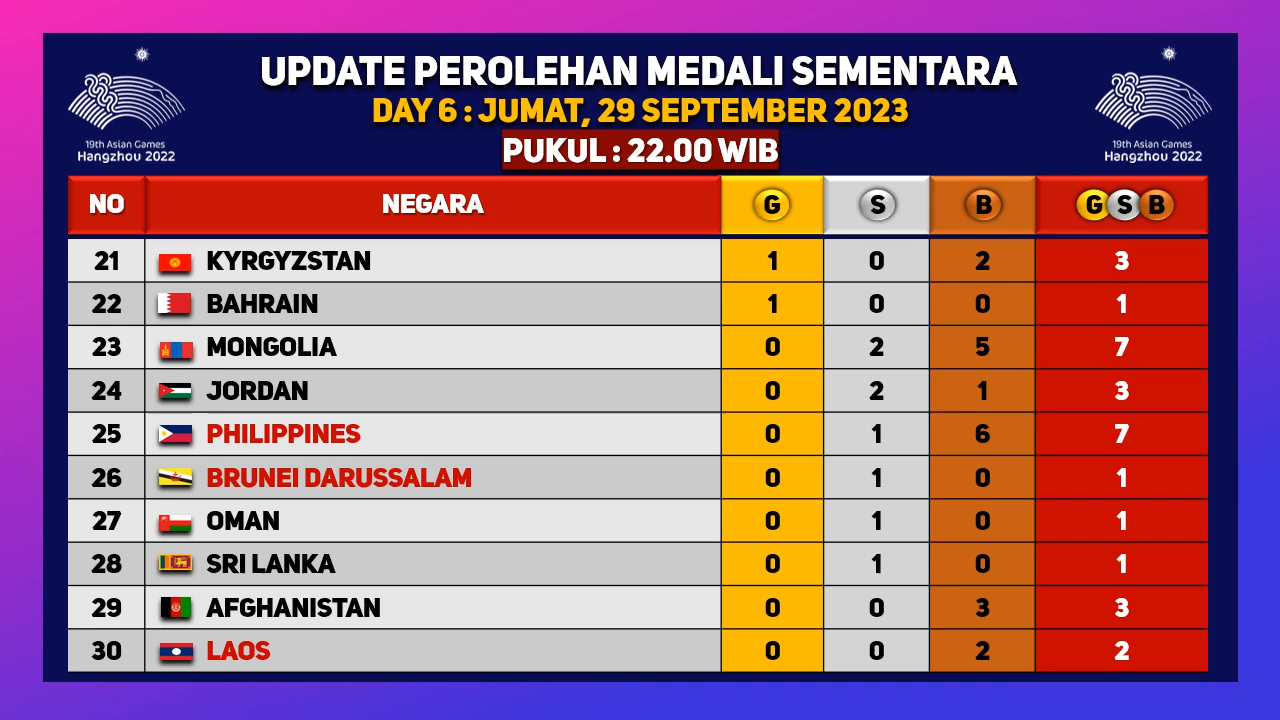 UPDATE PEROLEHAN MEDALI SEMENTARA
DAY 6 : JUMAT, 29 SEPTEMBER 2023
PUKUL : 22.00 WIB
19th Asian Games
Hangzhou 2022
19th Asian Games
Hangzhou 2022
NO NEGARA G S B G S B
21 KYRGYZSTAN 1 0 2 3
22 BAHRAIN 1 0 0 1
23 MONGOLIA 0 2 5 7
24 JORDAN 0 2 1 3
25 PHILIPPINES 0 1 6 7
26 BRUNEI DARUSSALAM 0 1 0 1
27 OMAN 0 1 0 1
28 SRI LANKA 0 1 0 1
29 AFGHANISTAN 0 0 3 3
30 LAOS 0 0 2 2